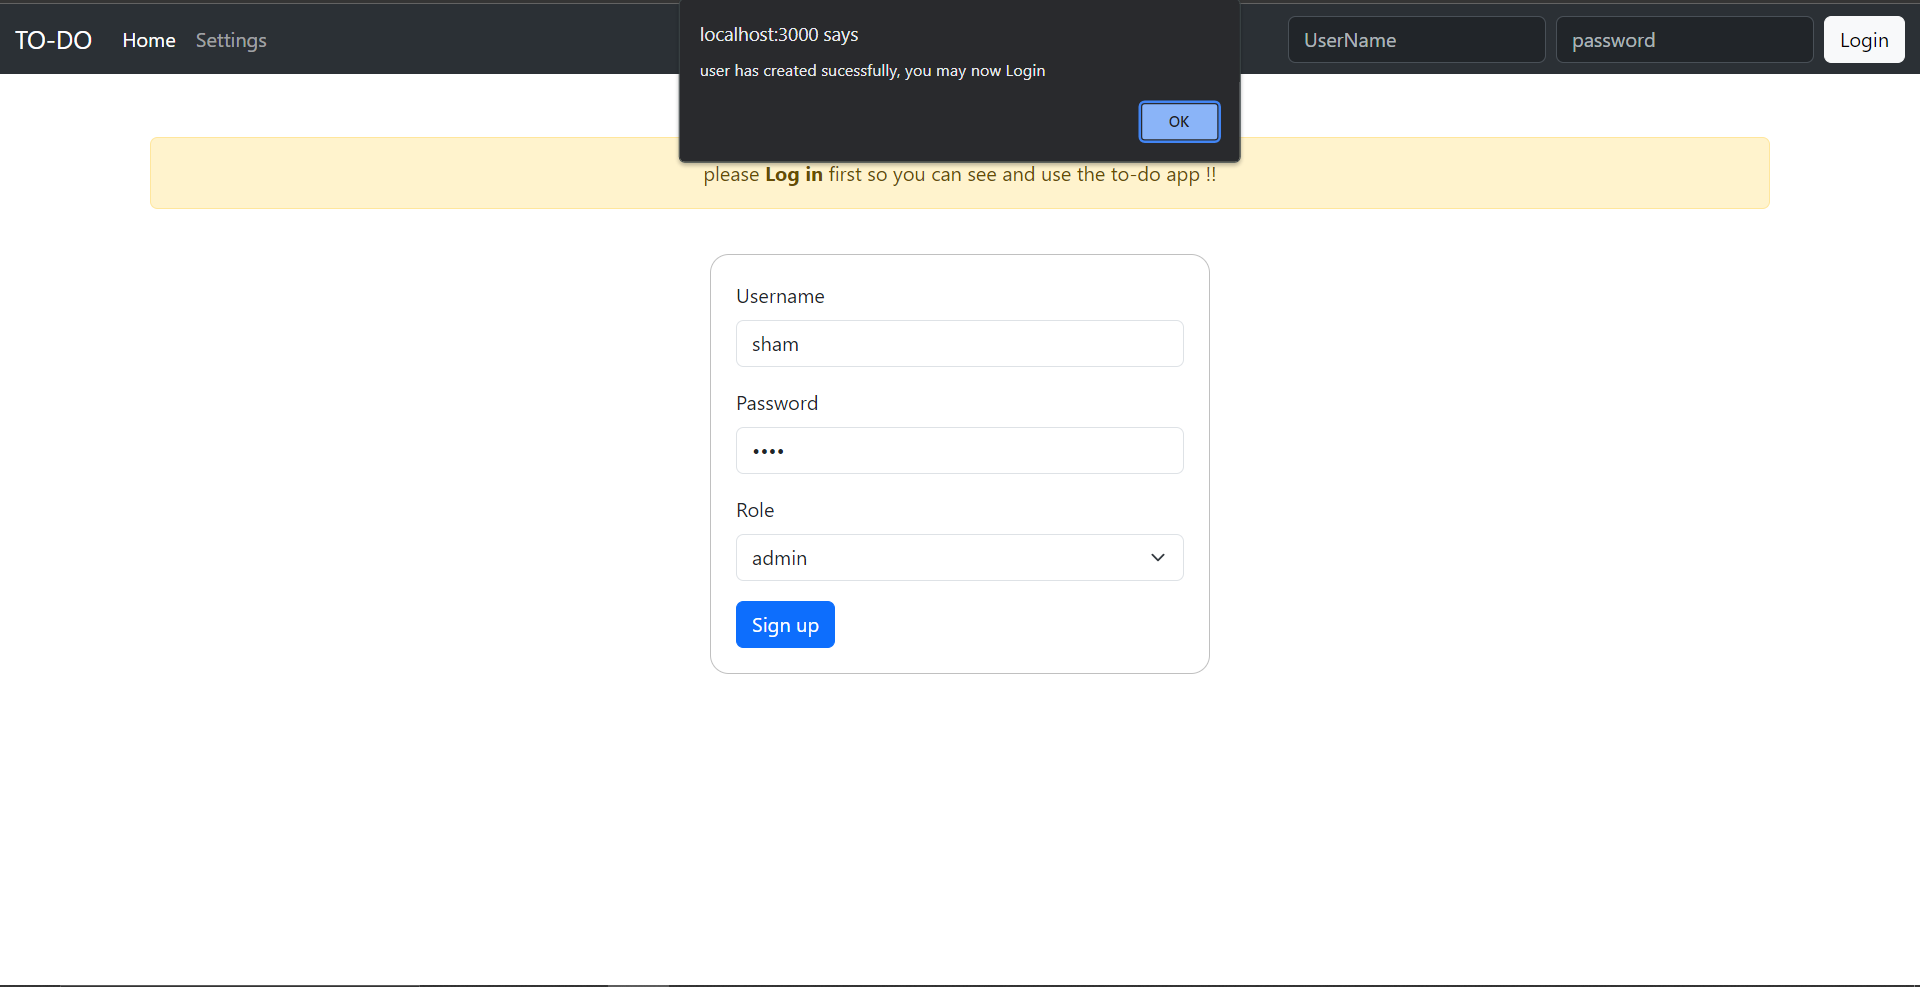 TO-DO Home Settings
localhost:3000 says
user has created sucessfully, you may now Login
OK
UserName password Login
please Log in first so you can see and use the to-do app !!
Username
sham
Password
••••
Role
admin
Sign up